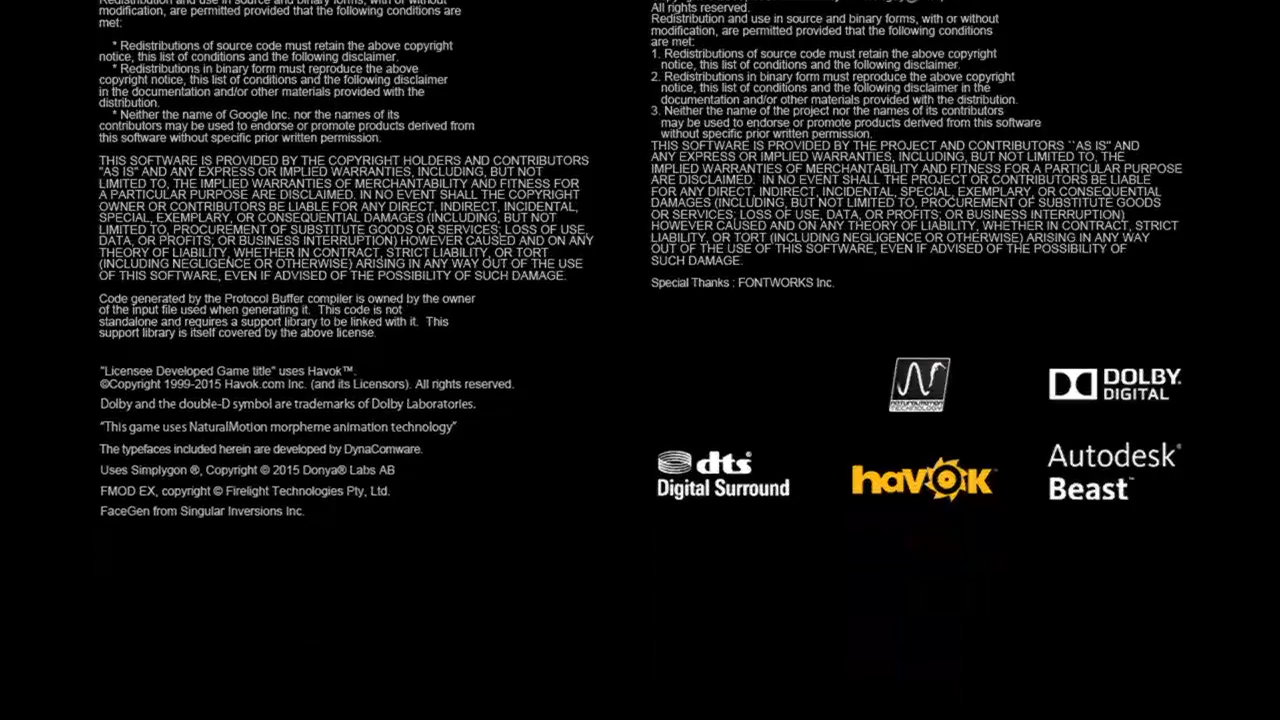 Redistribution and use in source and binary forms, with or without
modification, are permitted provided that the following conditions are
met:
* Redistributions of source code must retain the above copyright
notice, this list of conditions and the following disclaimer.
* Redistributions in binary form must reproduce the above
copyright notice, this list of conditions and the following disclaimer
in the documentation and/or other materials provided with the
distribution.
* Neither the name of Google Inc. nor the names of its
contributors may be used to endorse or promote products derived from
this software without specific prior written permission.
THIS SOFTWARE IS PROVIDED BY THE COPYRIGHT HOLDERS AND CONTRIBUTORS
"AS IS" AND ANY EXPRESS OR IMPLIED WARRANTIES, INCLUDING, BUT NOT
LIMITED TO, THE IMPLIED WARRANTIES OF MERCHANTABILITY AND FITNESS FOR
A PARTICULAR PURPOSE ARE DISCLAIMED. IN NO EVENT SHALL THE COPYRIGHT
OWNER OR CONTRIBUTORS BE LIABLE FOR ANY DIRECT, INDIRECT, INCIDENTAL,
SPECIAL, EXEMPLARY, OR CONSEQUENTIAL DAMAGES (INCLUDING, BUT NOT
LIMITED TO, PROCUREMENT OF SUBSTITUTE GOODS OR SERVICES; LOSS OF USE,
DATA, OR PROFITS; OR BUSINESS INTERRUPTION) HOWEVER CAUSED AND ON ANY
THEORY OF LIABILITY, WHETHER IN CONTRACT, STRICT LIABILITY, OR TORT
(INCLUDING NEGLIGENCE OR OTHERWISE) ARISING IN ANY WAY OUT OF THE USE
OF THIS SOFTWARE, EVEN IF ADVISED OF THE POSSIBILITY OF SUCH DAMAGE.
Code generated by the Protocol Buffer compiler is owned by the owner
of the input file used when generating it. This code is not
standalone and requires a support library to be linked with it. This
support library is itself covered by the above license.
"Licensee Developed Game title" uses Havok™.
©Copyright 1999-2015 Havok.com Inc. (and its Licensors). All rights reserved.
Dolby and the double-D symbol are trademarks of Dolby Laboratories.
"This game uses NaturalMotion morpheme animation technology"
The typefaces included herein are developed by DynaComware.
Uses Simplygon ®, Copyright © 2015 Donya® Labs AB
FMOD EX, copyright © Firelight Technologies Pty, Ltd.
FaceGen from Singular Inversions Inc.
All rights reserved.
Redistribution and use in source and binary forms, with or without
modification, are permitted provided that the following conditions
are met:
1. Redistributions of source code must retain the above copyright
notice, this list of conditions and the following disclaimer.
2. Redistributions in binary form must reproduce the above copyright
notice, this list of conditions and the following disclaimer in the
documentation and/or other materials provided with the distribution.
3. Neither the name of the project nor the names of its contributors
may be used to endorse or promote products derived from this software
without specific prior written permission.
THIS SOFTWARE IS PROVIDED BY THE PROJECT AND CONTRIBUTORS ``AS IS'' AND
ANY EXPRESS OR IMPLIED WARRANTIES, INCLUDING, BUT NOT LIMITED TO, THE
IMPLIED WARRANTIES OF MERCHANTABILITY AND FITNESS FOR A PARTICULAR PURPOSE
ARE DISCLAIMED. IN NO EVENT SHALL THE PROJECT OR CONTRIBUTORS BE LIABLE
FOR ANY DIRECT, INDIRECT, INCIDENTAL, SPECIAL, EXEMPLARY, OR CONSEQUENTIAL
DAMAGES (INCLUDING, BUT NOT LIMITED TO, PROCUREMENT OF SUBSTITUTE GOODS
OR SERVICES; LOSS OF USE, DATA, OR PROFITS; OR BUSINESS INTERRUPTION)
HOWEVER CAUSED AND ON ANY THEORY OF LIABILITY, WHETHER IN CONTRACT, STRICT
LIABILITY, OR TORT (INCLUDING NEGLIGENCE OR OTHERWISE) ARISING IN ANY WAY
OUT OF THE USE OF THIS SOFTWARE, EVEN IF ADVISED OF THE POSSIBILITY OF
SUCH DAMAGE.
Special Thanks : FONTWORKS Inc.
NATURALMOTION
TECHNOLOGY
DOLBY
DIGITAL
dts
Digital Surround
havok
Autodesk®
Beast™